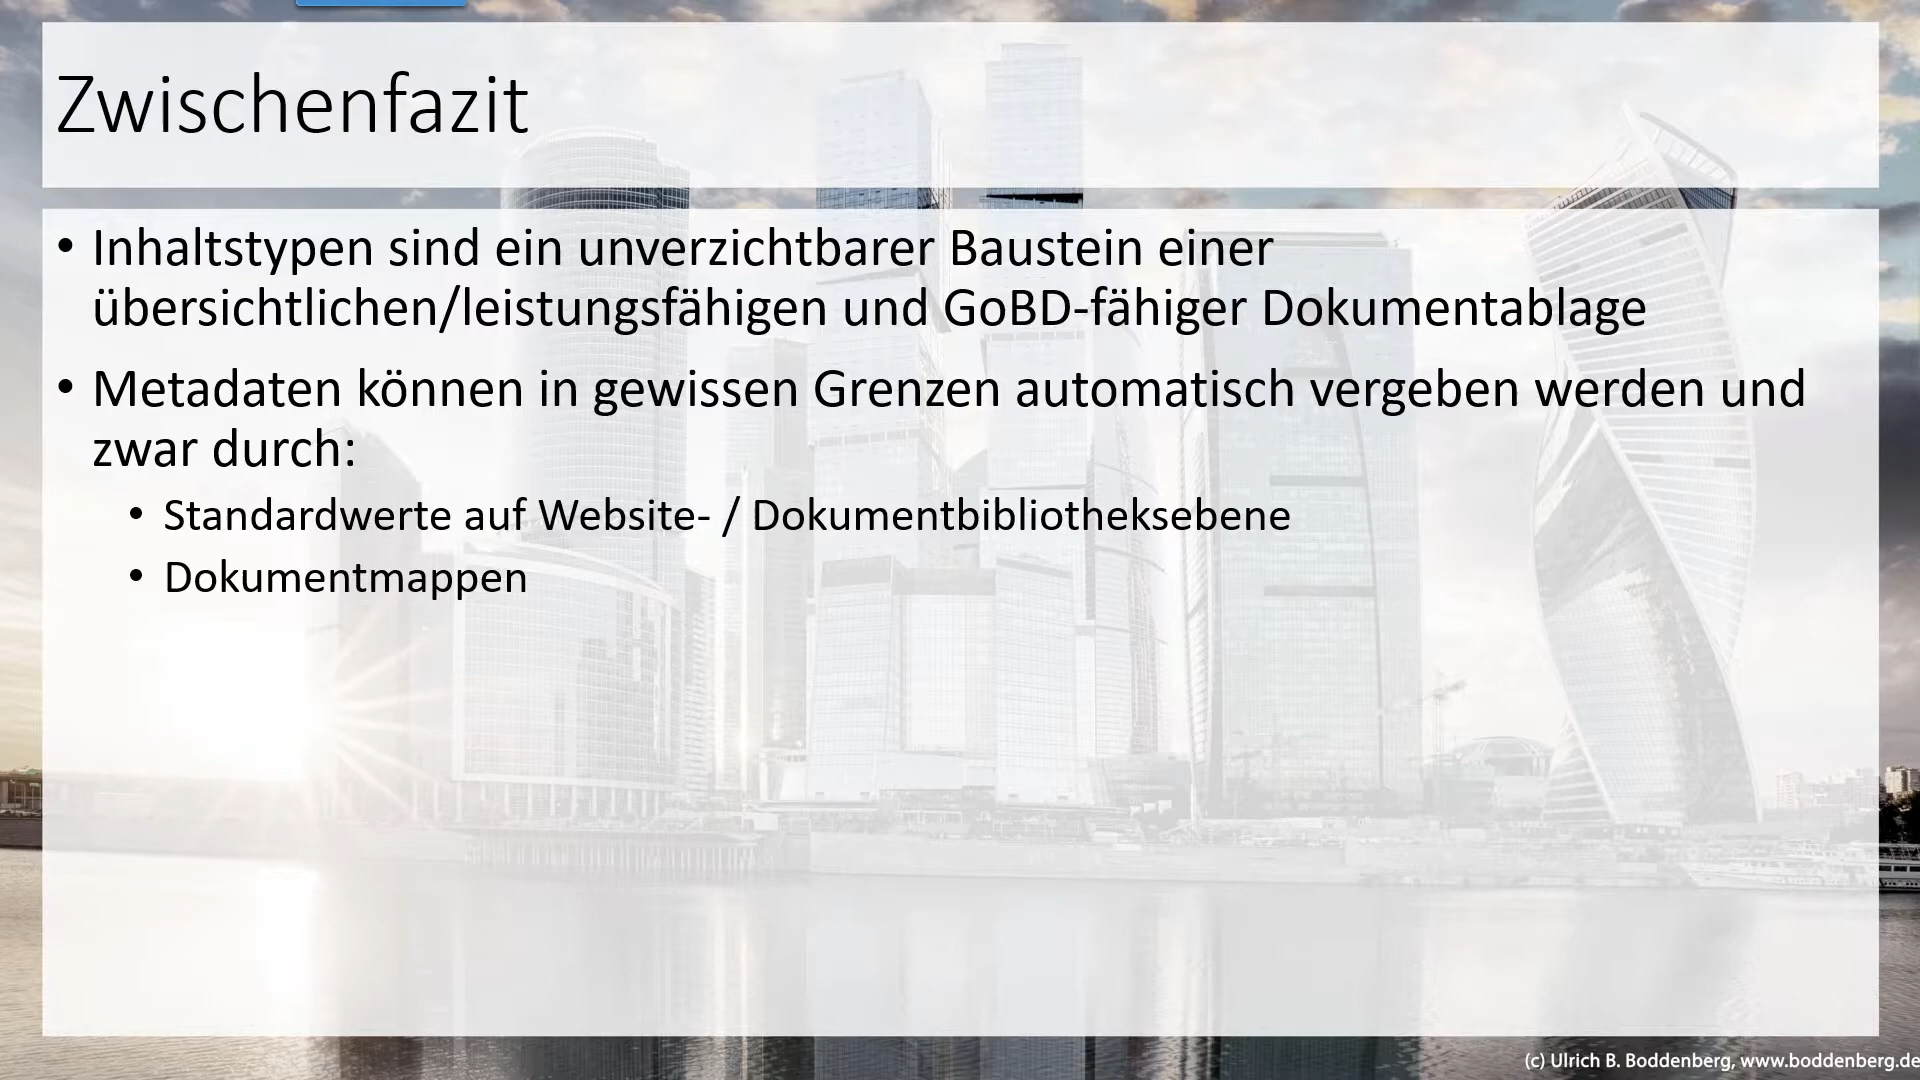 Zwischenfazit
• Inhaltstypen sind ein unverzichtbarer Baustein einer
übersichtlichen/leistungsfähigen und GoBD-fähiger Dokumentablage
• Metadaten können in gewissen Grenzen automatisch vergeben werden und
zwar durch:
• Standardwerte auf Website- / Dokumentbibliotheksebene
• Dokumentmappen
(c) Ulrich B. Boddenberg, www.boddenberg.de